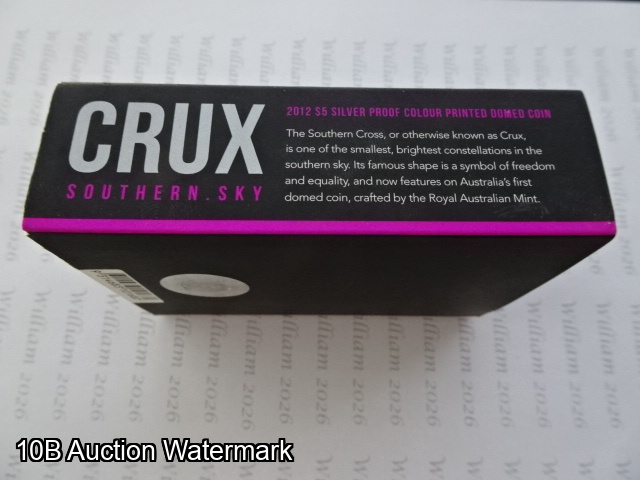 CRUX
SOUTHERN.SKY
2012 $5 SILVER PROOF COLOUR PRINTED DOMED COIN
The Southern Cross, or otherwise known as Crux,
is one of the smallest, brightest constellations in the
southern sky. Its famous shape is a symbol of freedom
and equality, and now features on Australia's first
domed coin, crafted by the Royal Australian Mint.
William 2026
10B Auction Watermark